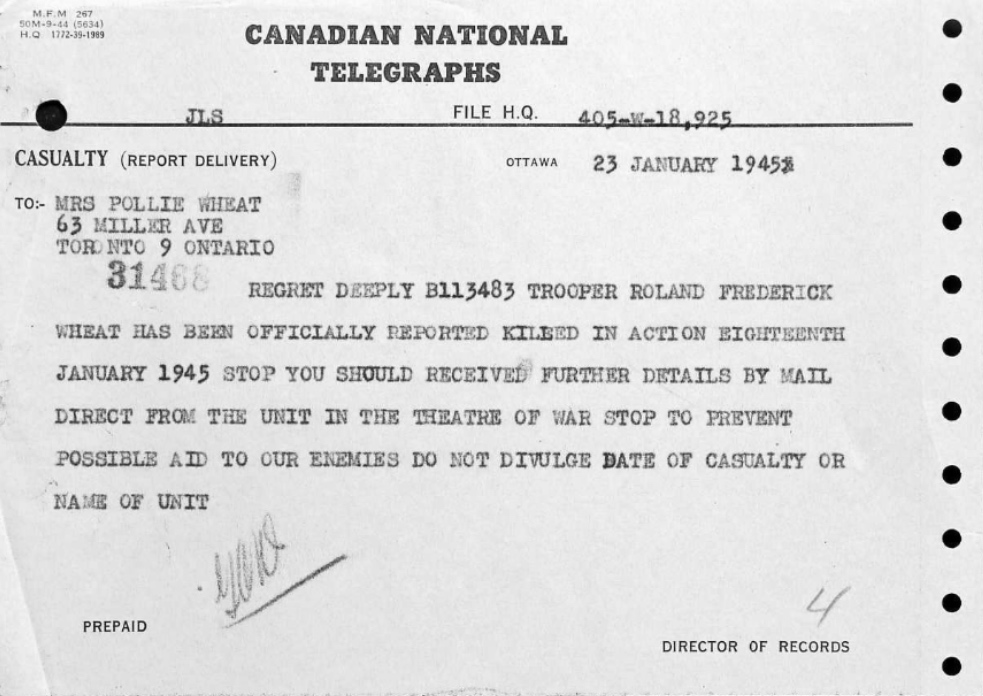 M.F.M 267
50M-9-44 (5634)
H.Q 1772-39-1989
CANADIAN NATIONAL
TELEGRAPHS
JLS FILE H.Q. 405-W-18,925
CASUALTY (REPORT DELIVERY) OTTAWA 23 JANUARY 1945
TO:- MRS POLLIE WHEAT
63 MILLER AVE
TORONTO 9 ONTARIO
31468
REGRET DEEPLY B113483 TROOPER ROLAND FREDERICK
WHEAT HAS BEEN OFFICIALLY REPORTED KILLED IN ACTION EIGHTEENTH
JANUARY 1945 STOP YOU SHOULD RECEIVED FURTHER DETAILS BY MAIL
DIRECT FROM THE UNIT IN THE THEATRE OF WAR STOP TO PREVENT
POSSIBLE AID TO OUR ENEMIES DO NOT DIVULGE DATE OF CASUALTY OR
NAME OF UNIT
4
PREPAID
DIRECTOR OF RECORDS